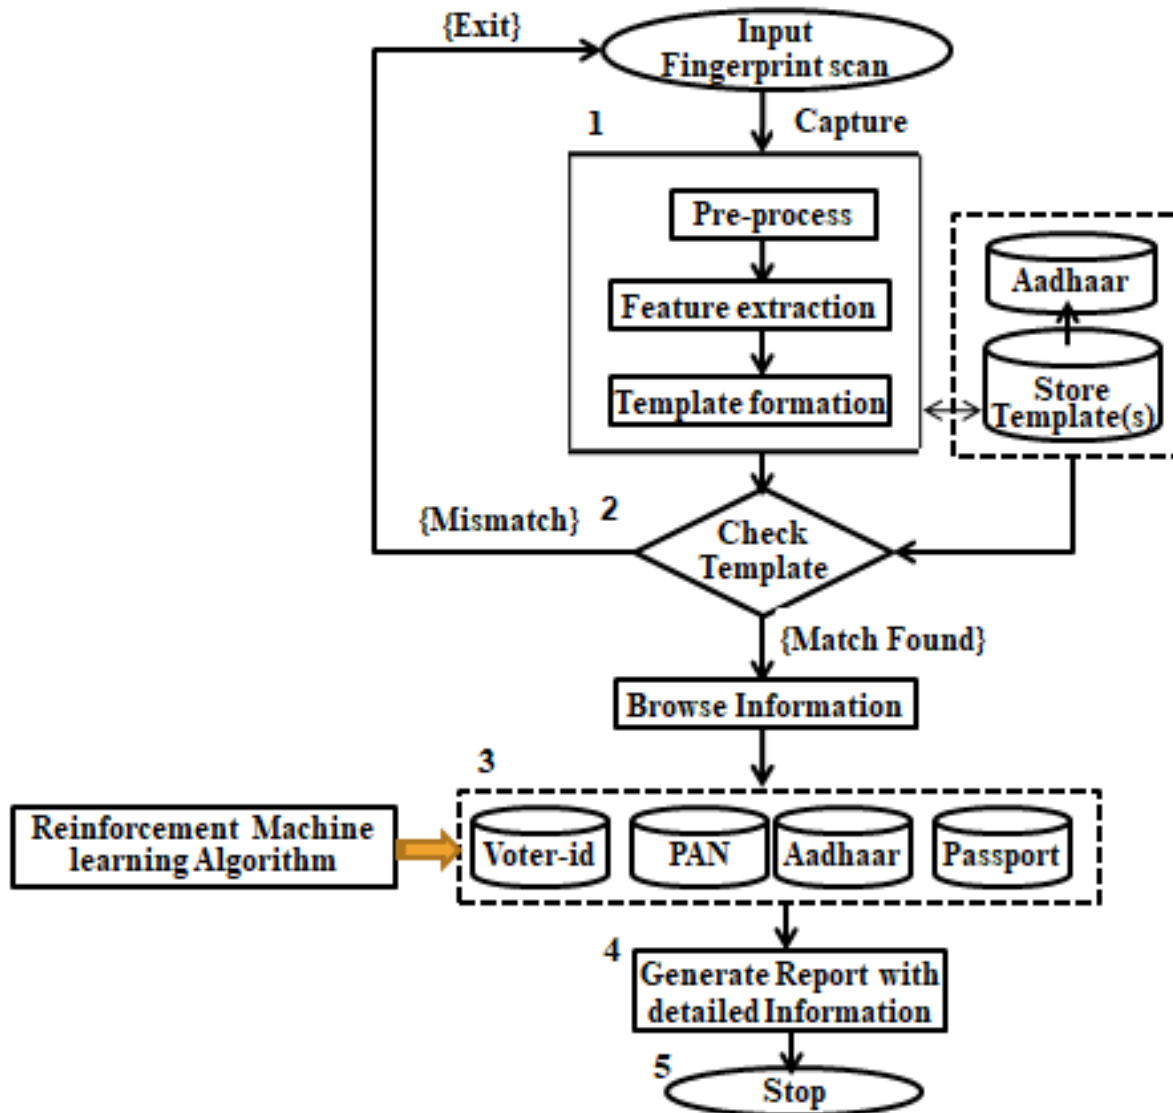 {Exit}
Input
Fingerprint scan
1
Capture
Pre-process
Feature extraction
Template formation
Aadhaar
Store
Template(s)
{Mismatch}
2
Check
Template
{Match Found}
Browse Information
3
Reinforcement Machine
learning Algorithm
Voter-id
PAN
Aadhaar
Passport
4
Generate Report with
detailed Information
5
Stop